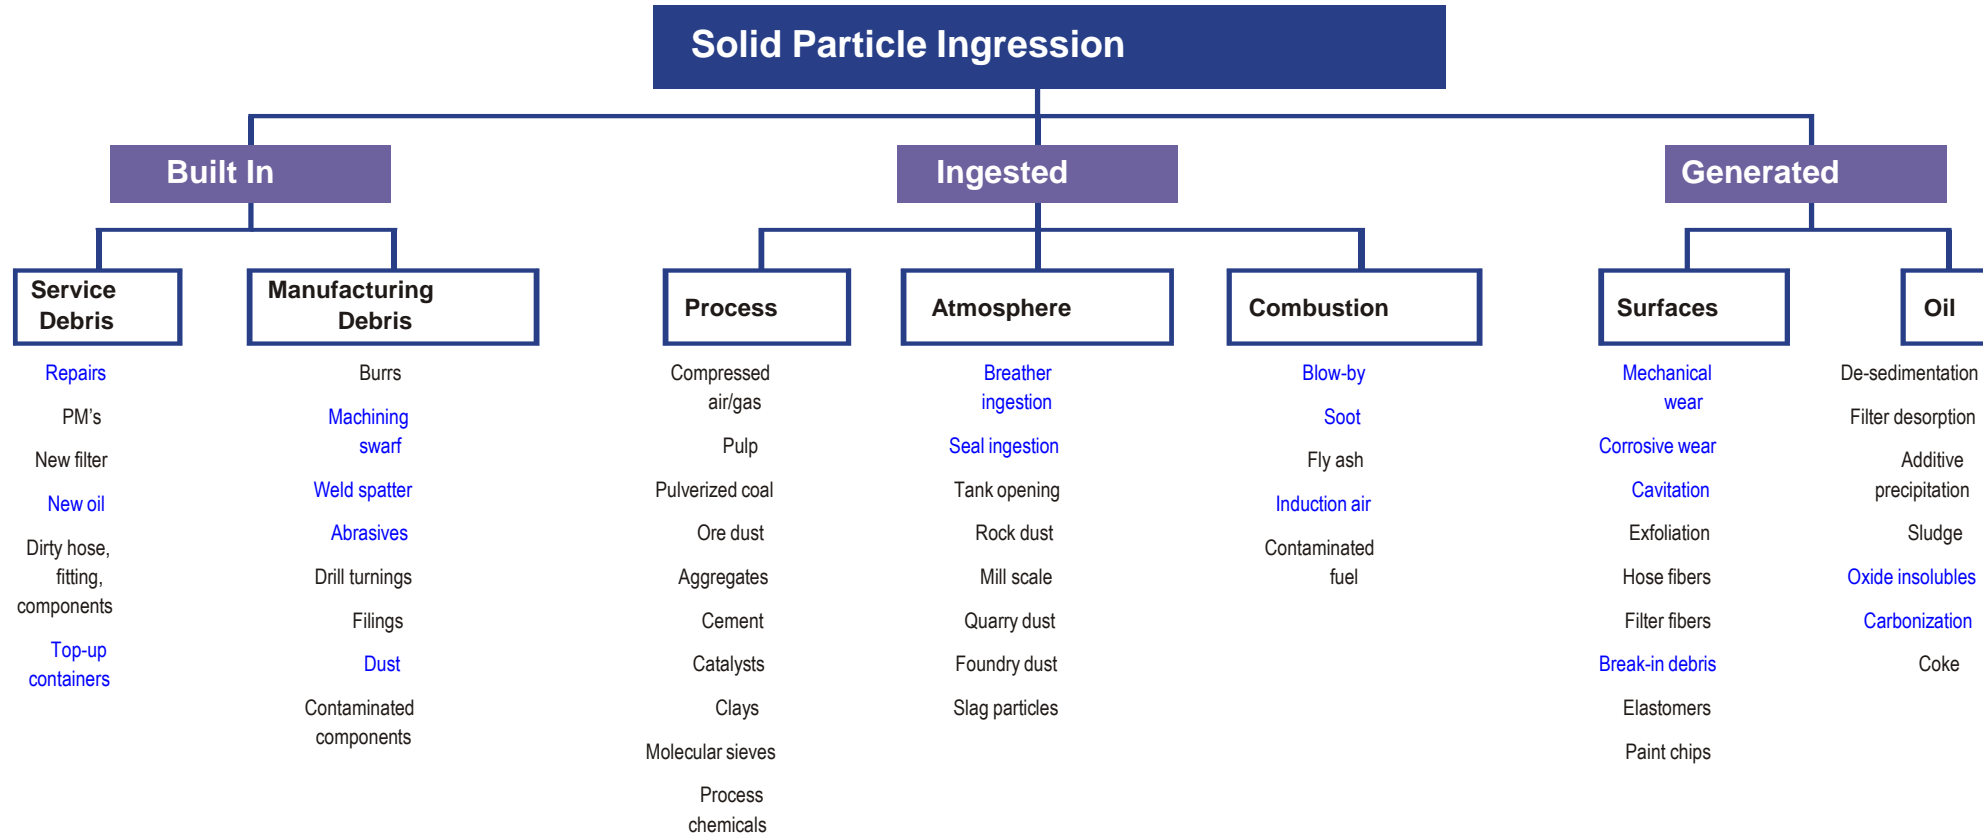 Solid Particle Ingression
Built In
Ingested
Generated
Service
Debris
Manufacturing
Debris
Process
Atmosphere
Combustion
Surfaces
Oil
Repairs
PM’s
New filter
New oil
Dirty hose,
fitting,
components
Top-up
containers
Burrs
Machining
swarf
Weld spatter
Abrasives
Drill turnings
Filings
Dust
Contaminated
components
Compressed
air/gas
Pulp
Pulverized coal
Ore dust
Aggregates
Cement
Catalysts
Clays
Molecular sieves
Process
chemicals
Breather
ingestion
Seal ingestion
Tank opening
Rock dust
Mill scale
Quarry dust
Foundry dust
Slag particles
Blow-by
Soot
Fly ash
Induction air
Contaminated
fuel
Mechanical
wear
Corrosive wear
Cavitation
Exfoliation
Hose fibers
Filter fibers
Break-in debris
Elastomers
Paint chips
De-sedimentation
Filter desorption
Additive
precipitation
Sludge
Oxide insolubles
Carbonization
Coke